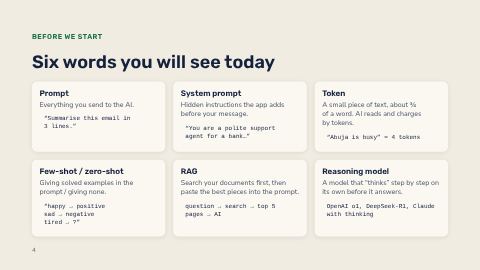 BEFORE WE START
Six words you will see today
Prompt
Everything you send to the AI.
"Summarise this email in
3 lines."
System prompt
Hidden instructions the app adds
before your message.
"You are a polite support
agent for a bank…"
Token
A small piece of text, about ¾
of a word. AI reads and charges
by tokens.
"Abuja is busy" = 4 tokens
Few-shot / zero-shot
Giving solved examples in the
prompt / giving none.
"happy → positive
sad → negative
tired → ?"
RAG
Search your documents first, then
paste the best pieces into the prompt.
question → search → top 5
pages → AI
Reasoning model
A model that "thinks" step by step on
its own before it answers.
OpenAI o1, DeepSeek-R1, Claude
with thinking
4